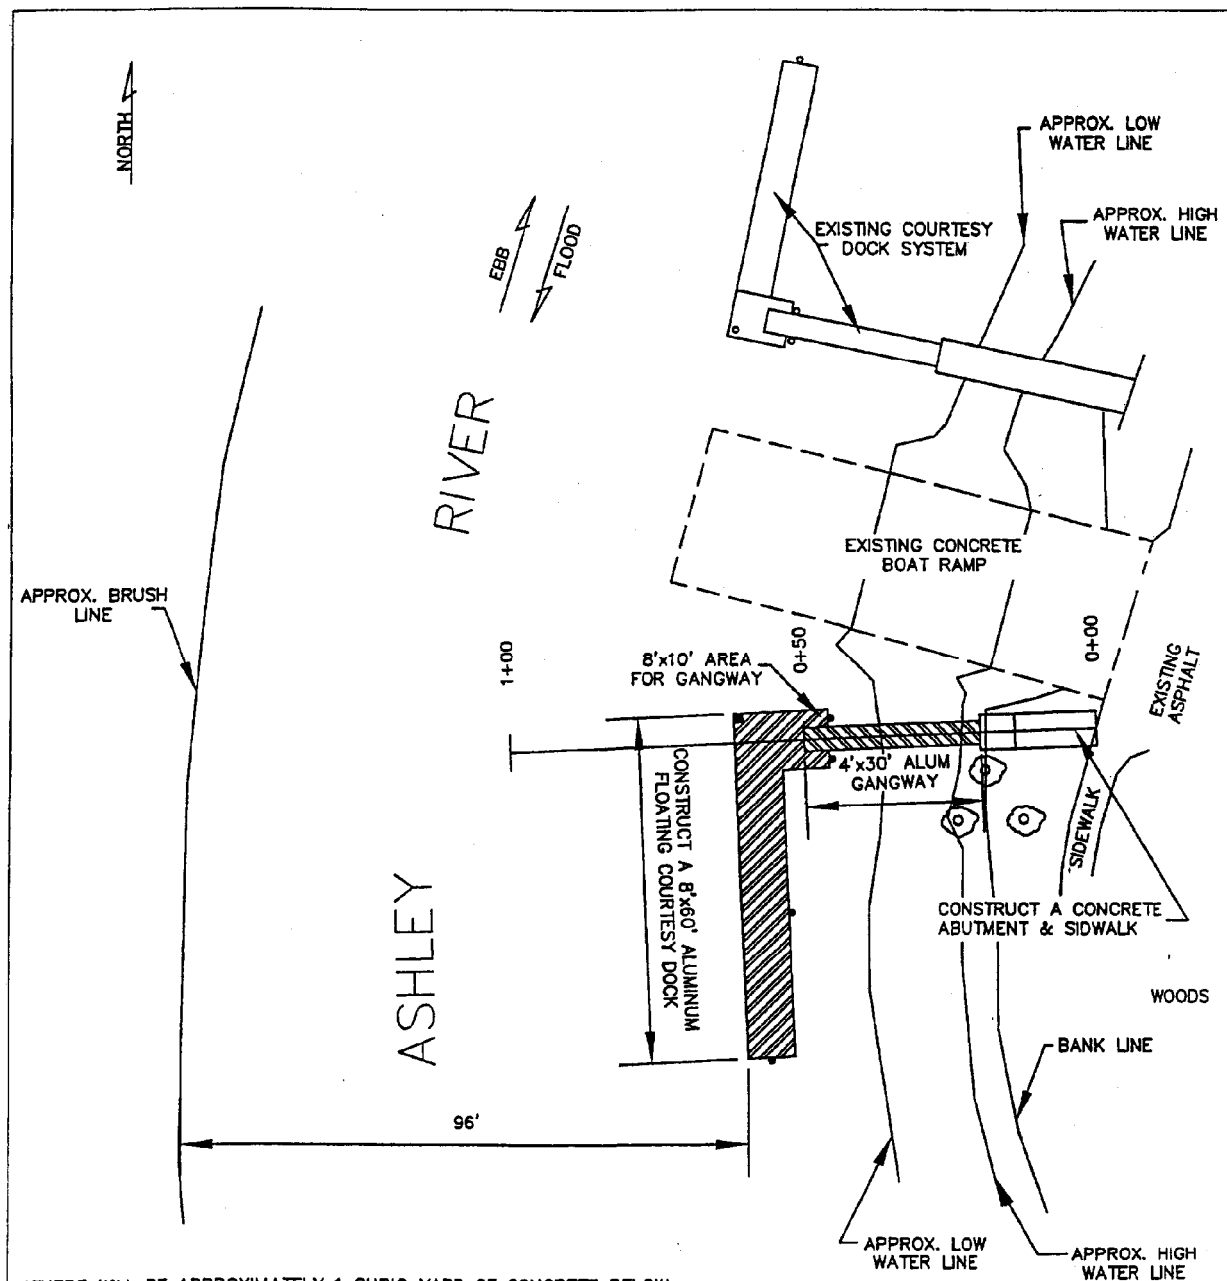 NORTH
APPROX. LOW
WATER LINE
APPROX. HIGH
WATER LINE
EXISTING COURTESY
DOCK SYSTEM
EBB
FLOOD
RIVER
EXISTING CONCRETE
BOAT RAMP
APPROX. BRUSH
LINE
1+00
0+50
0+00
8'x10' AREA
FOR GANGWAY
EXISTING
ASPHALT
4'x30' ALUM
GANGWAY
CONSTRUCT A 8'x60' ALUMINUM
FLOATING COURTESY DOCK
SIDEWALK
CONSTRUCT A CONCRETE
ABUTMENT & SIDWALK
ASHLEY
WOODS
BANK LINE
96'
APPROX. LOW
WATER LINE
APPROX. HIGH
WATER LINE